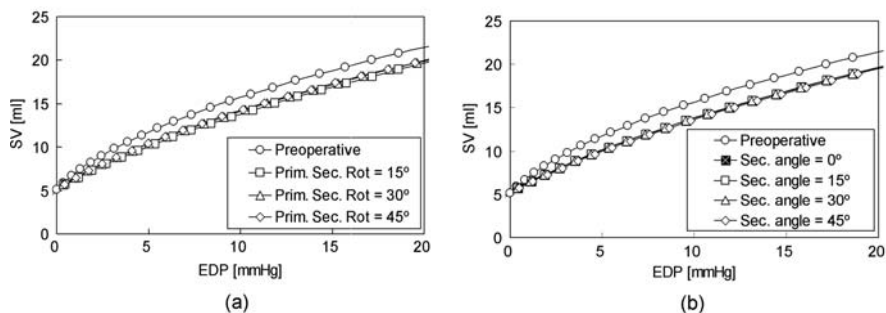 25
20
15
10
5
0
SV [ml]
Preoperative
Prim. Sec. Rot = 15º
Prim. Sec. Rot = 30º
Prim. Sec. Rot = 45º
0 5 10 15 20
EDP [mmHg]
(a)
25
20
15
10
5
0
SV [ml]
Preoperative
Sec. angle = 0º
Sec. angle = 15º
Sec. angle = 30º
Sec. angle = 45º
0 5 10 15 20
EDP [mmHg]
(b)